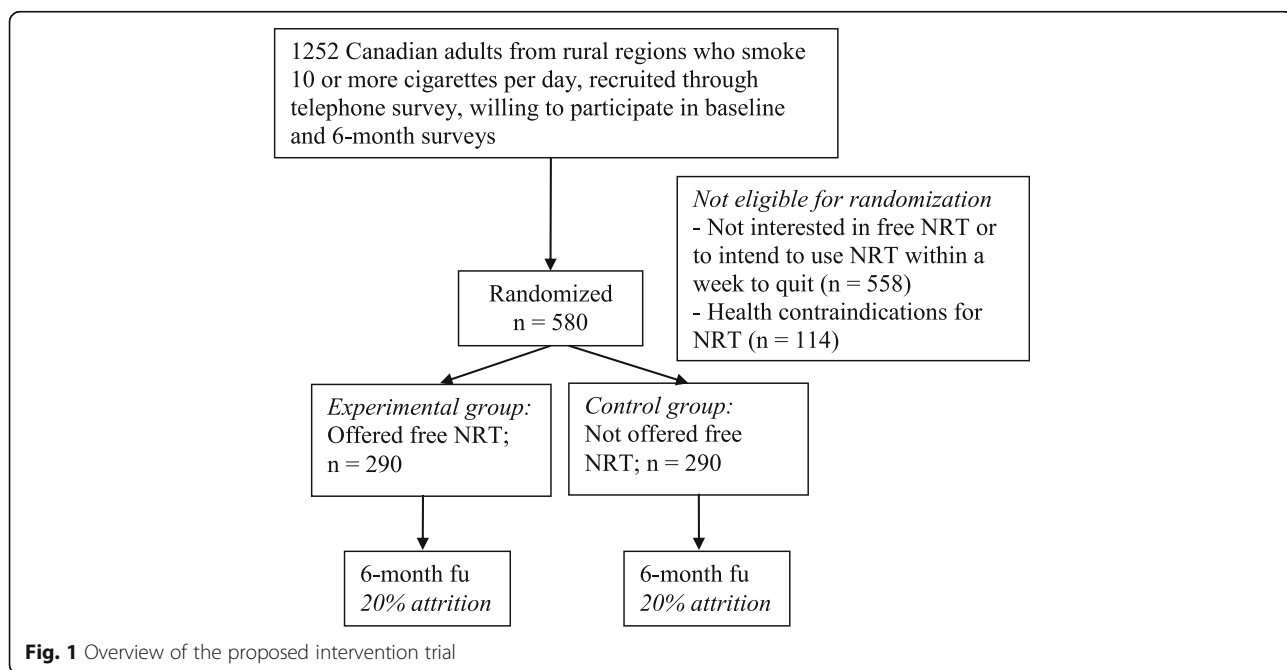 1252 Canadian adults from rural regions who smoke
10 or more cigarettes per day, recruited through
telephone survey, willing to participate in baseline
and 6-month surveys
Not eligible for randomization
- Not interested in free NRT or
to intend to use NRT within a
week to quit (n = 558)
- Health contraindications for
NRT (n = 114)
Randomized
n = 580
Experimental group:
Offered free NRT;
n = 290
Control group:
Not offered free
NRT; n = 290
6-month fu
20% attrition
6-month fu
20% attrition
Fig. 1 Overview of the proposed intervention trial